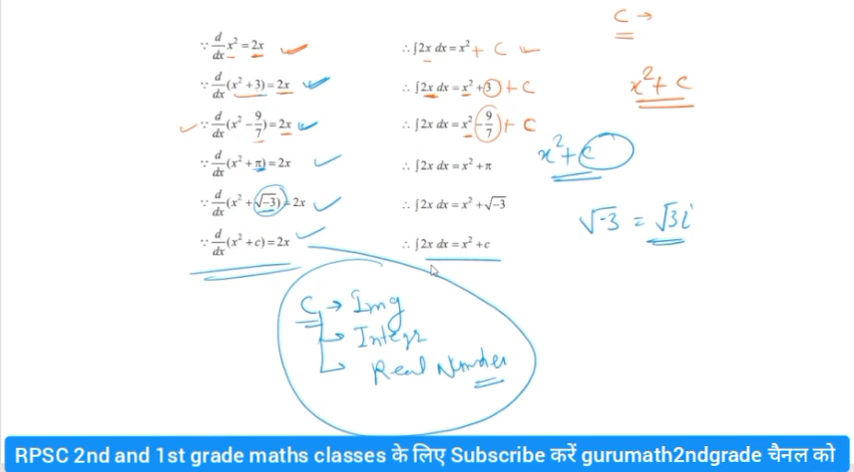 C →
∵ d/dx x² = 2x ∴ ∫2x dx = x² + C
∵ d/dx (x² + 3) = 2x ∴ ∫2x dx = x² + 3 + C
x² + C
∵ d/dx (x² - 9/7) = 2x ∴ ∫2x dx = x² - 9/7 + C
x² + C
∵ d/dx (x² + π) = 2x ∴ ∫2x dx = x² + π
∵ d/dx (x² + √-3) = 2x ∴ ∫2x dx = x² + √-3
√-3 = √3i
∵ d/dx (x² + c) = 2x ∴ ∫2x dx = x² + c
C → Img
→ Integr
→ Real Number
RPSC 2nd and 1st grade maths classes के लिए Subscribe करें gurumath2ndgrade चैनल को